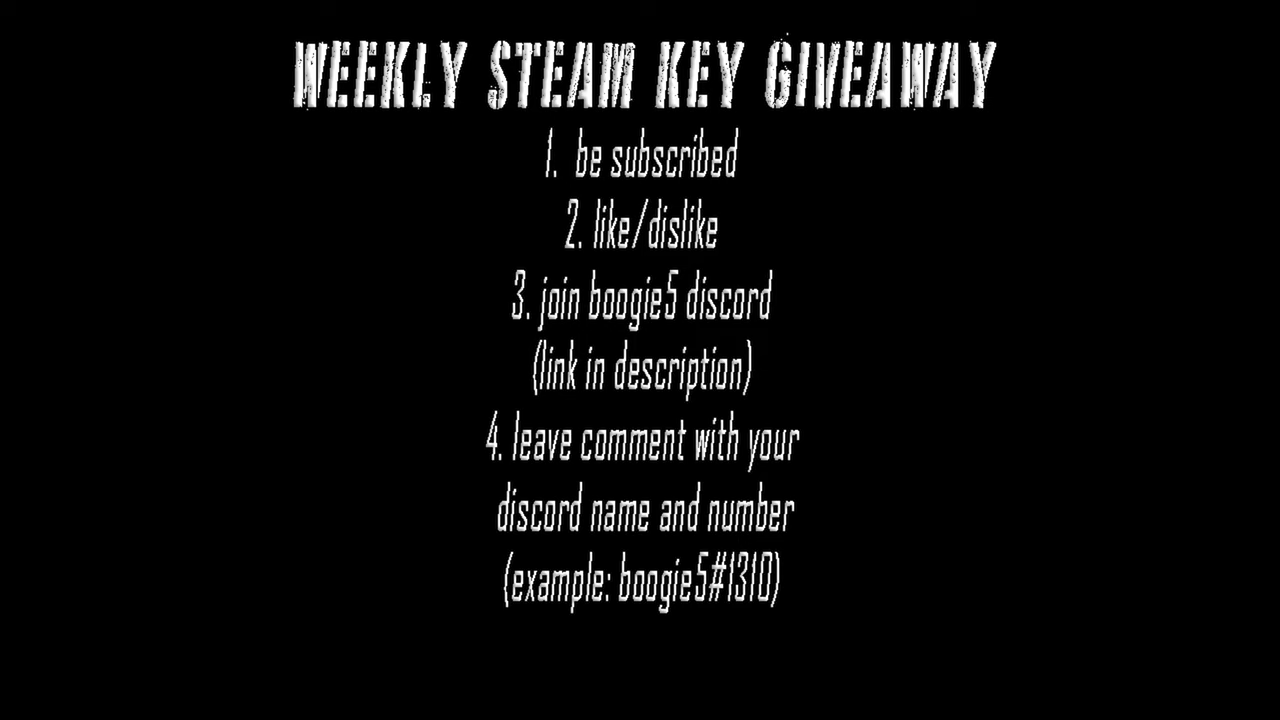 WEEKLY STEAM KEY GIVEAWAY
1. be subscribed
2. like/dislike
3. join boogie5 discord
(link in description)
4. leave comment with your
discord name and number
(example: boogie5#1310)